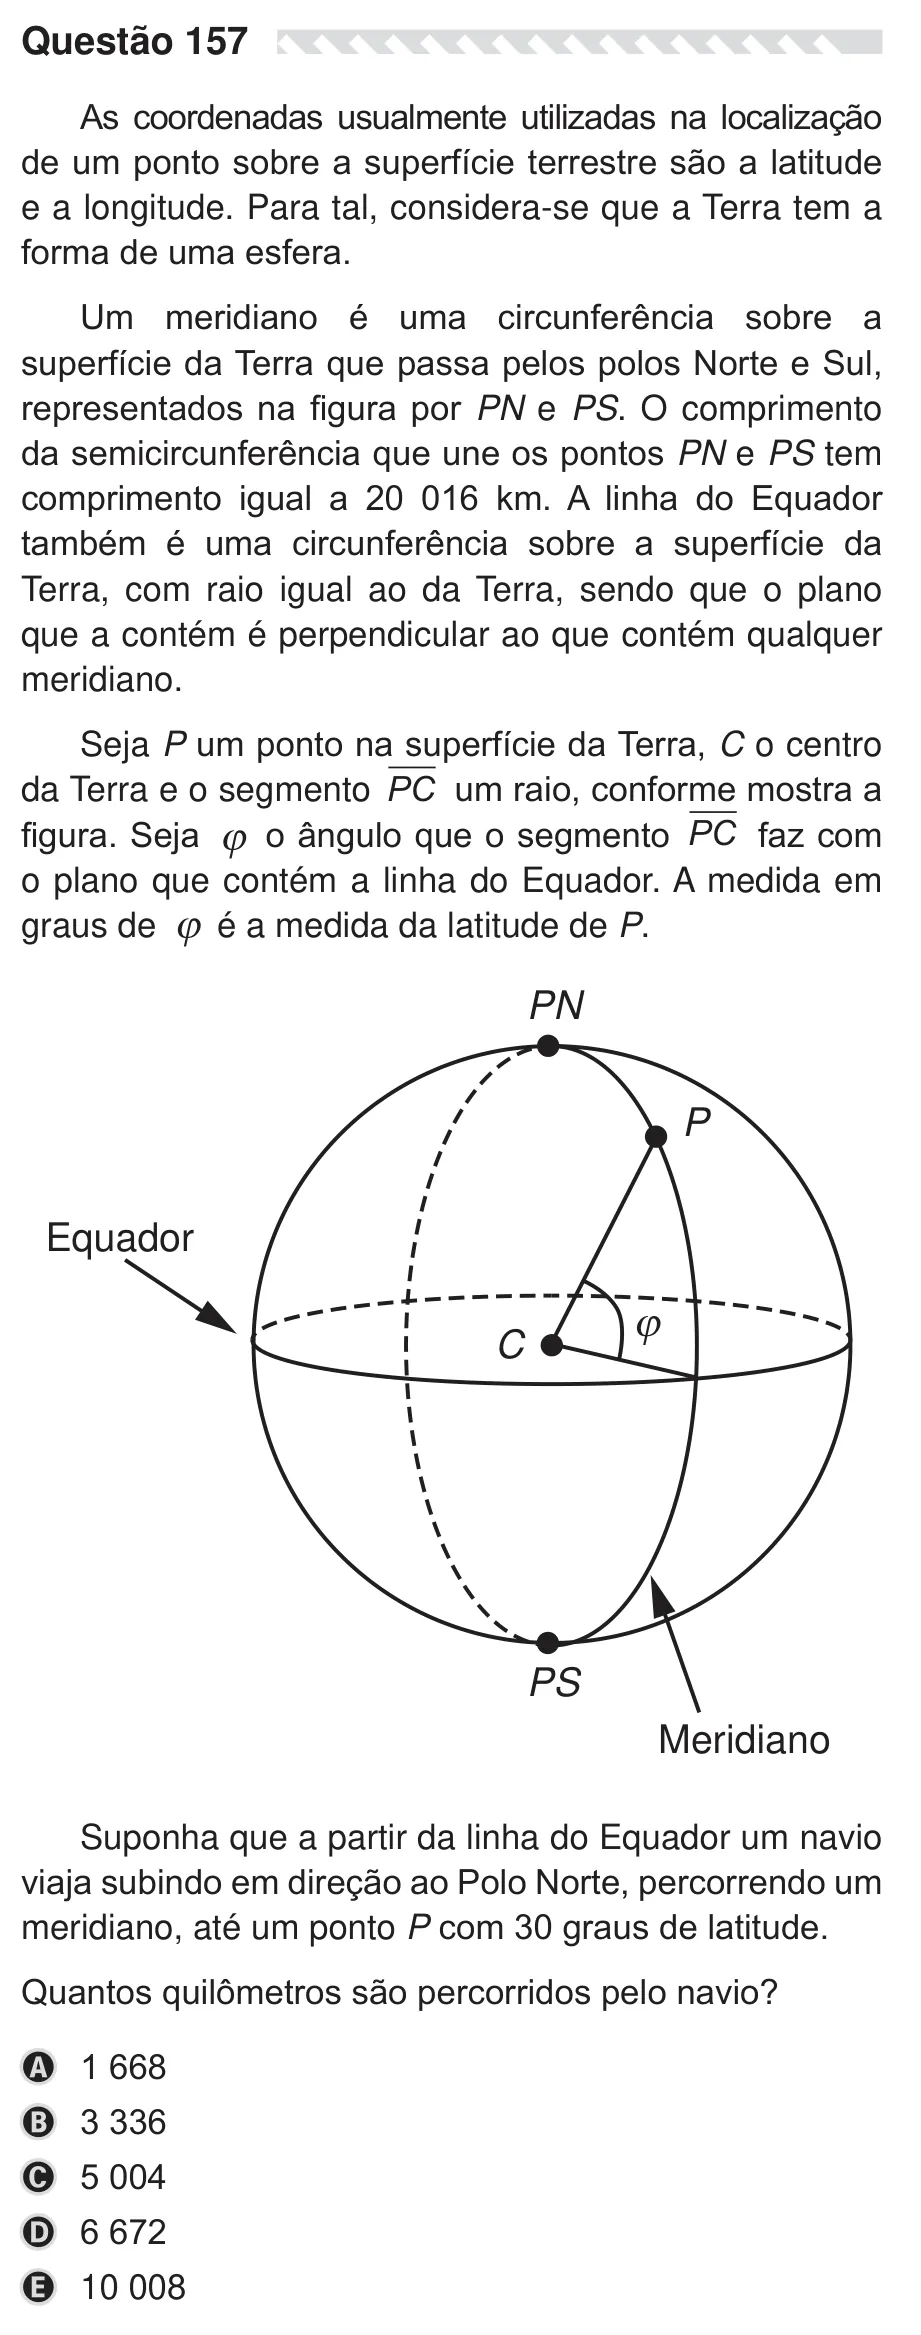 Questão 157
As coordenadas usualmente utilizadas na localização
de um ponto sobre a superfície terrestre são a latitude
e a longitude. Para tal, considera-se que a Terra tem a
forma de uma esfera.
Um meridiano é uma circunferência sobre a
superfície da Terra que passa pelos polos Norte e Sul,
representados na figura por PN e PS. O comprimento
da semicircunferência que une os pontos PN e PS tem
comprimento igual a 20 016 km. A linha do Equador
também é uma circunferência sobre a superfície da
Terra, com raio igual ao da Terra, sendo que o plano
que a contém é perpendicular ao que contém qualquer
meridiano.
Seja P um ponto na superfície da Terra, C o centro
da Terra e o segmento PC um raio, conforme mostra a
figura. Seja φ o ângulo que o segmento PC faz com
o plano que contém a linha do Equador. A medida em
graus de φ é a medida da latitude de P.
PN
P
Equador
φ
C
PS
Meridiano
Suponha que a partir da linha do Equador um navio
viaja subindo em direção ao Polo Norte, percorrendo um
meridiano, até um ponto P com 30 graus de latitude.
Quantos quilômetros são percorridos pelo navio?
A 1 668
B 3 336
C 5 004
D 6 672
E 10 008